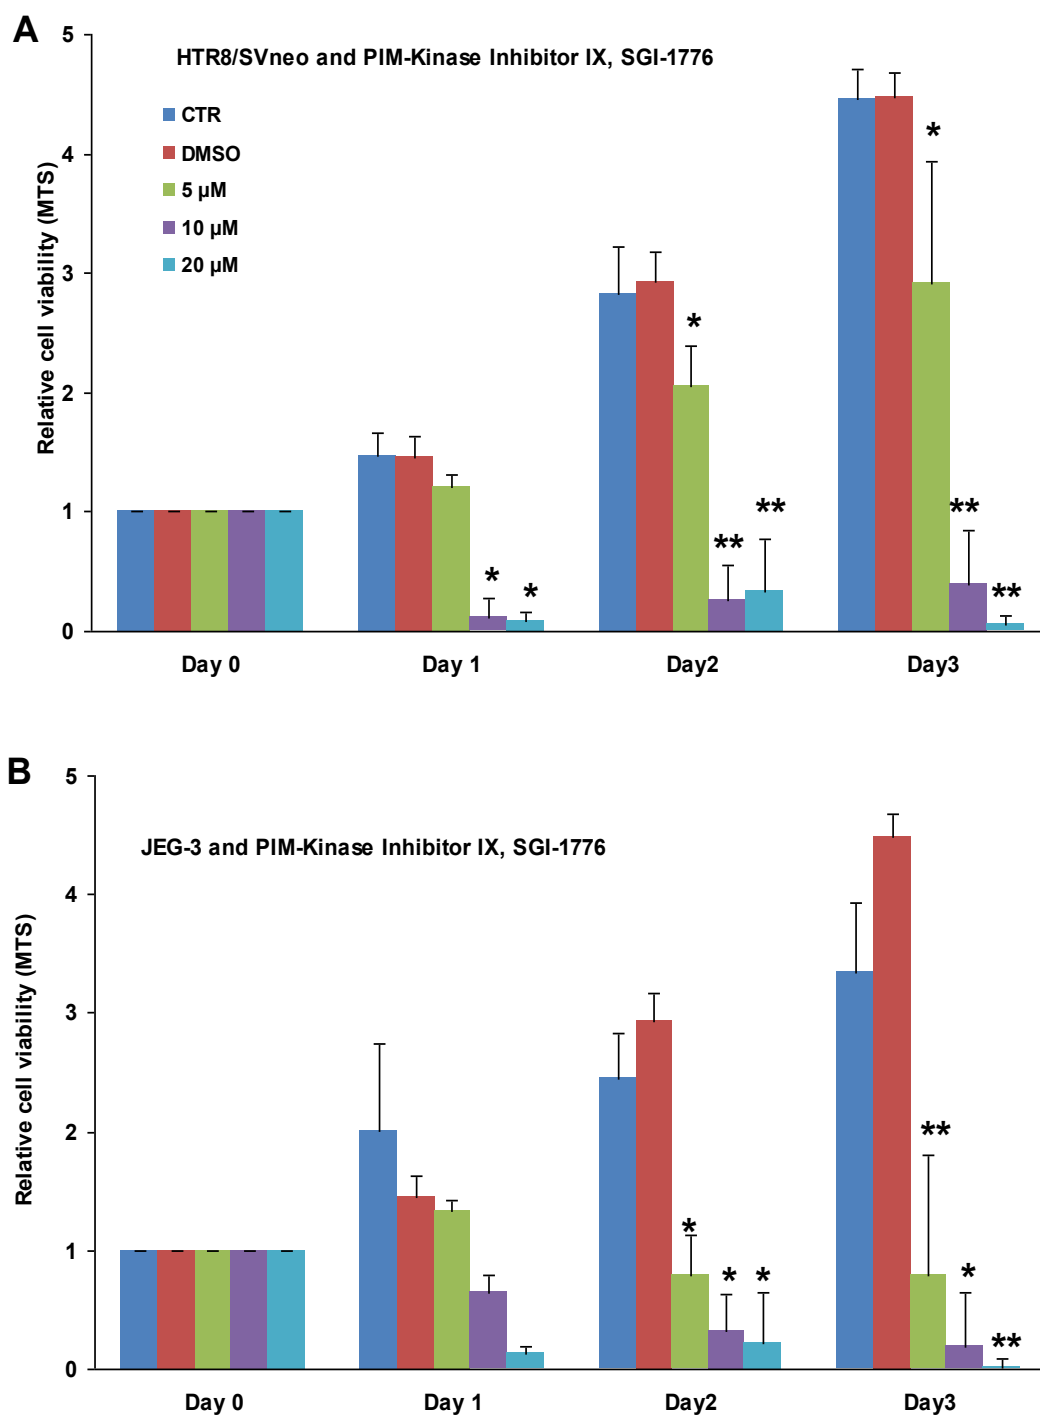 A
HTR8/SVneo and PIM-Kinase Inhibitor IX, SGI-1776
CTR
DMSO
5 µM
10 µM
20 µM
Relative cell viability (MTS)
5
4
3
2
1
0
*
*
*
**
**
*
**
**
Day 0
Day 1
Day2
Day3
B
JEG-3 and PIM-Kinase Inhibitor IX, SGI-1776
Relative cell viability (MTS)
5
4
3
2
1
0
*
*
*
**
*
**
Day 0
Day 1
Day2
Day3